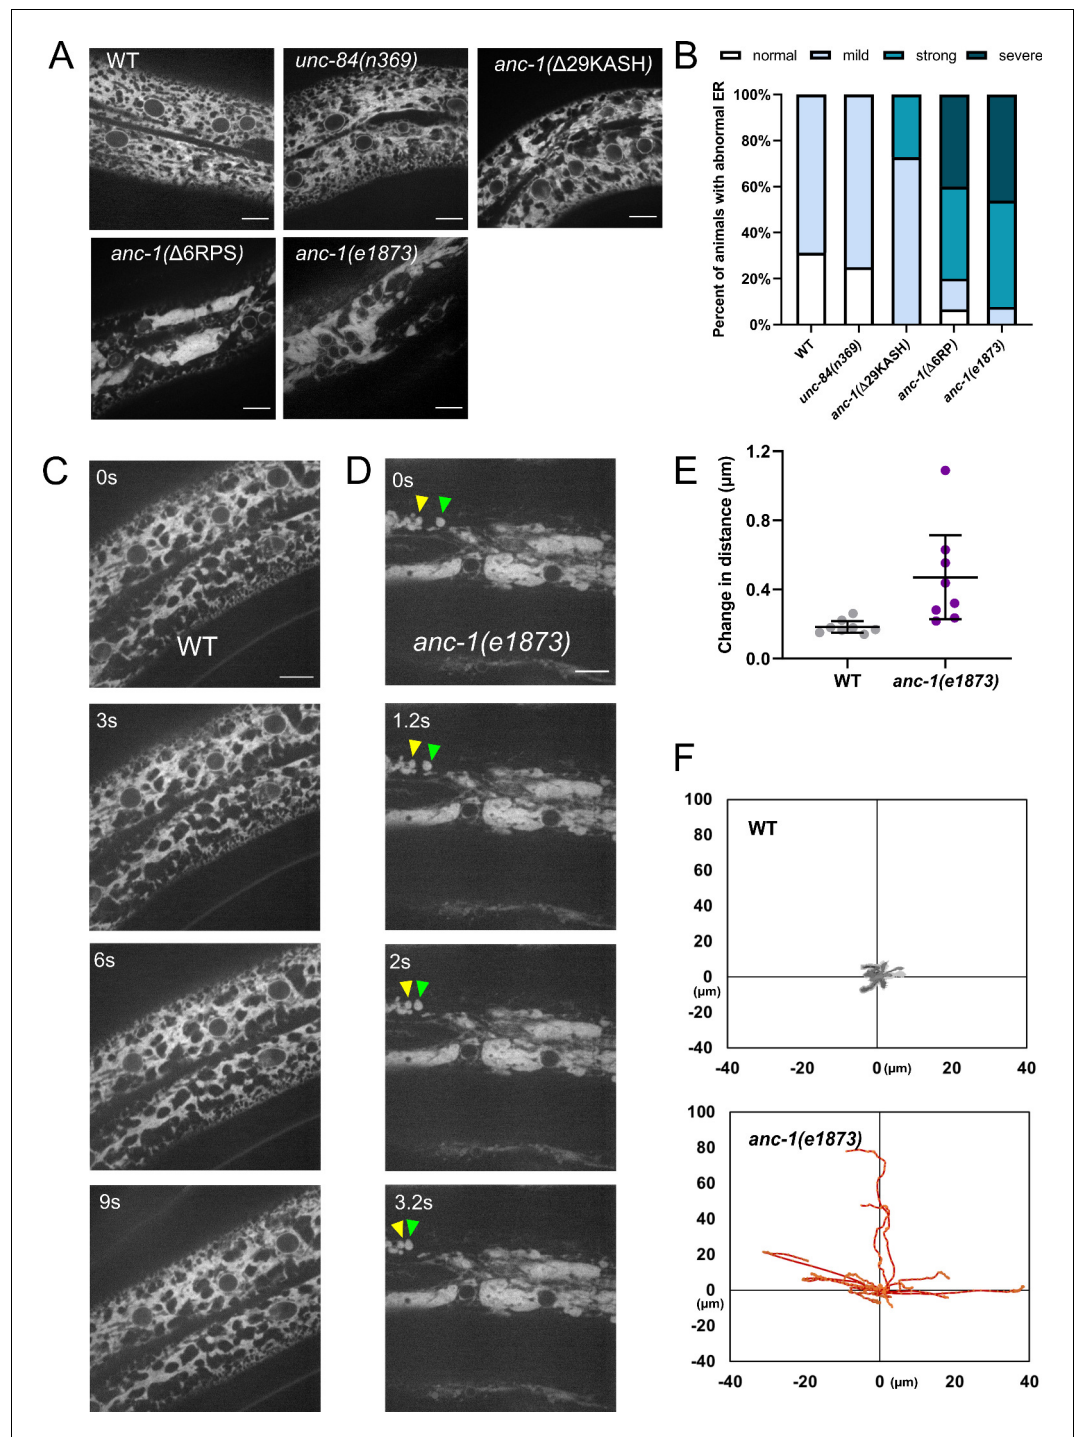 A
WT
unc-84(n369)
anc-1(Δ29KASH)
anc-1(Δ6RPS)
anc-1(e1873)
B
normal
mild
strong
severe
Percent of animals with abnormal ER
100%
80%
60%
40%
20%
0%
WT
unc-84(n369)
anc-1(Δ29KASH)
anc-1(Δ6RP)
anc-1(e1873)
C
0s
WT
3s
6s
9s
D
0s
anc-1(e1873)
1.2s
2s
3.2s
E
Change in distance (µm)
1.2
0.8
0.4
0.0
WT
anc-1(e1873)
F
WT
100
80
60
40
20
0
(µm)
-20
-40
-40
-20
0 (µm)
20
40
anc-1(e1873)
100
80
60
40
20
0
(µm)
-20
-40
-40
-20
0 (µm)
20
40